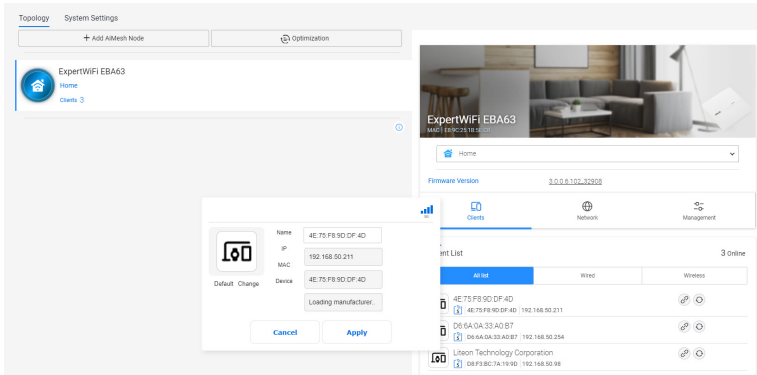 Topology System Settings
+ Add AiMesh Node
Optimization
ExpertWiFi EBA63
Home
Clients 3
ExpertWiFi EBA63
Home
Firmware Version 3.0.0.6.102_32908
Clients Network Management
ent List 3 Online
All list Wired Wireless
4E:75:F8:9D:DF:4D
4E:75:F8:9D:DF:4D 192.168.50.211
D6:6A:0A:33:A0:B7
D6:6A:0A:33:A0:B7 192.168.50.254
Liteon Technology Corporation
D8:F3:BC:7A:19:9D 192.168.50.98
Name 4E:75:F8:9D:DF:4D
IP 192.168.50.211
MAC 4E:75:F8:9D:DF:4D
Device Loading manufacturer..
Default Change
Cancel Apply